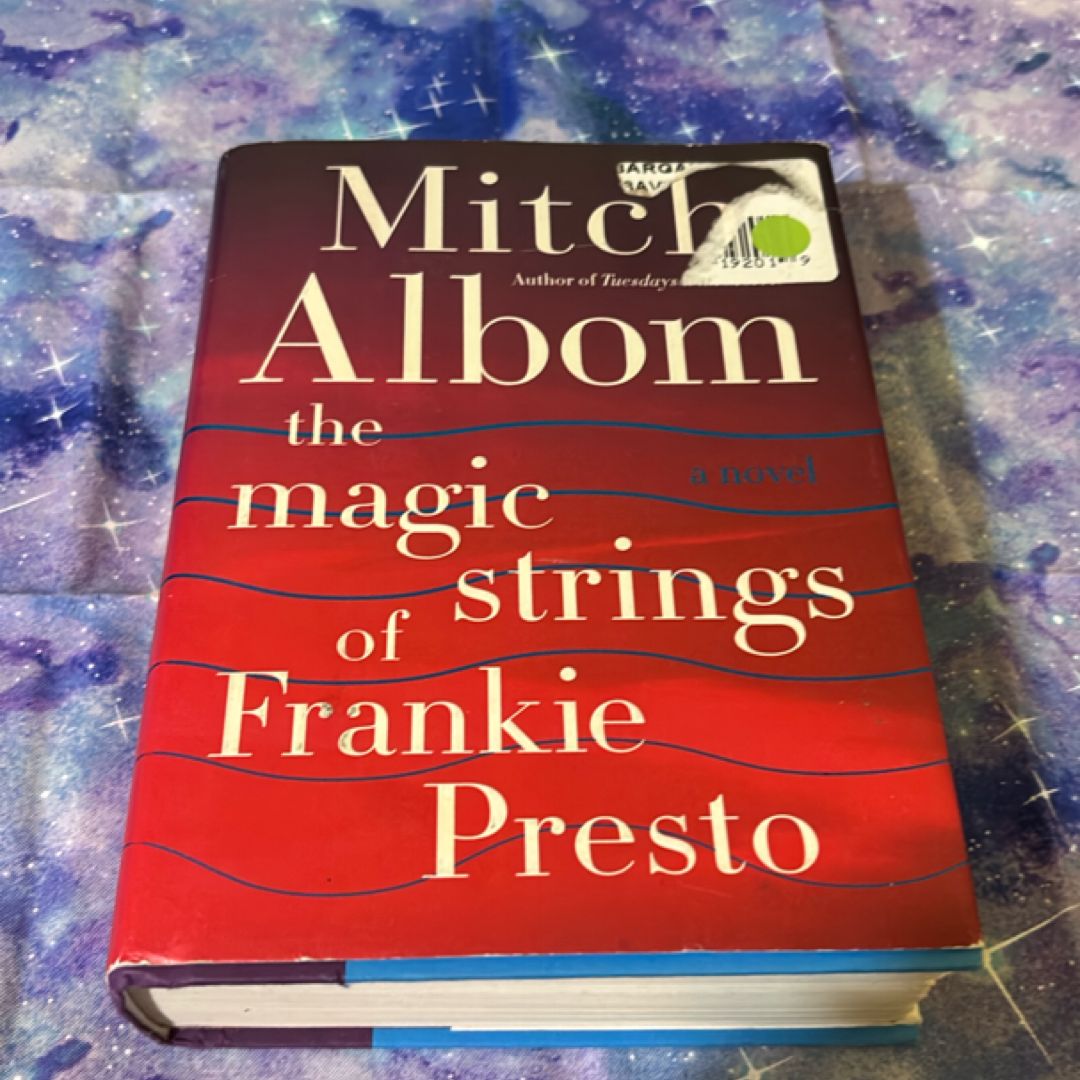 Mitch
Author of Tuesdays
Albom
the
a novel
magic
strings
of
Frankie
Presto